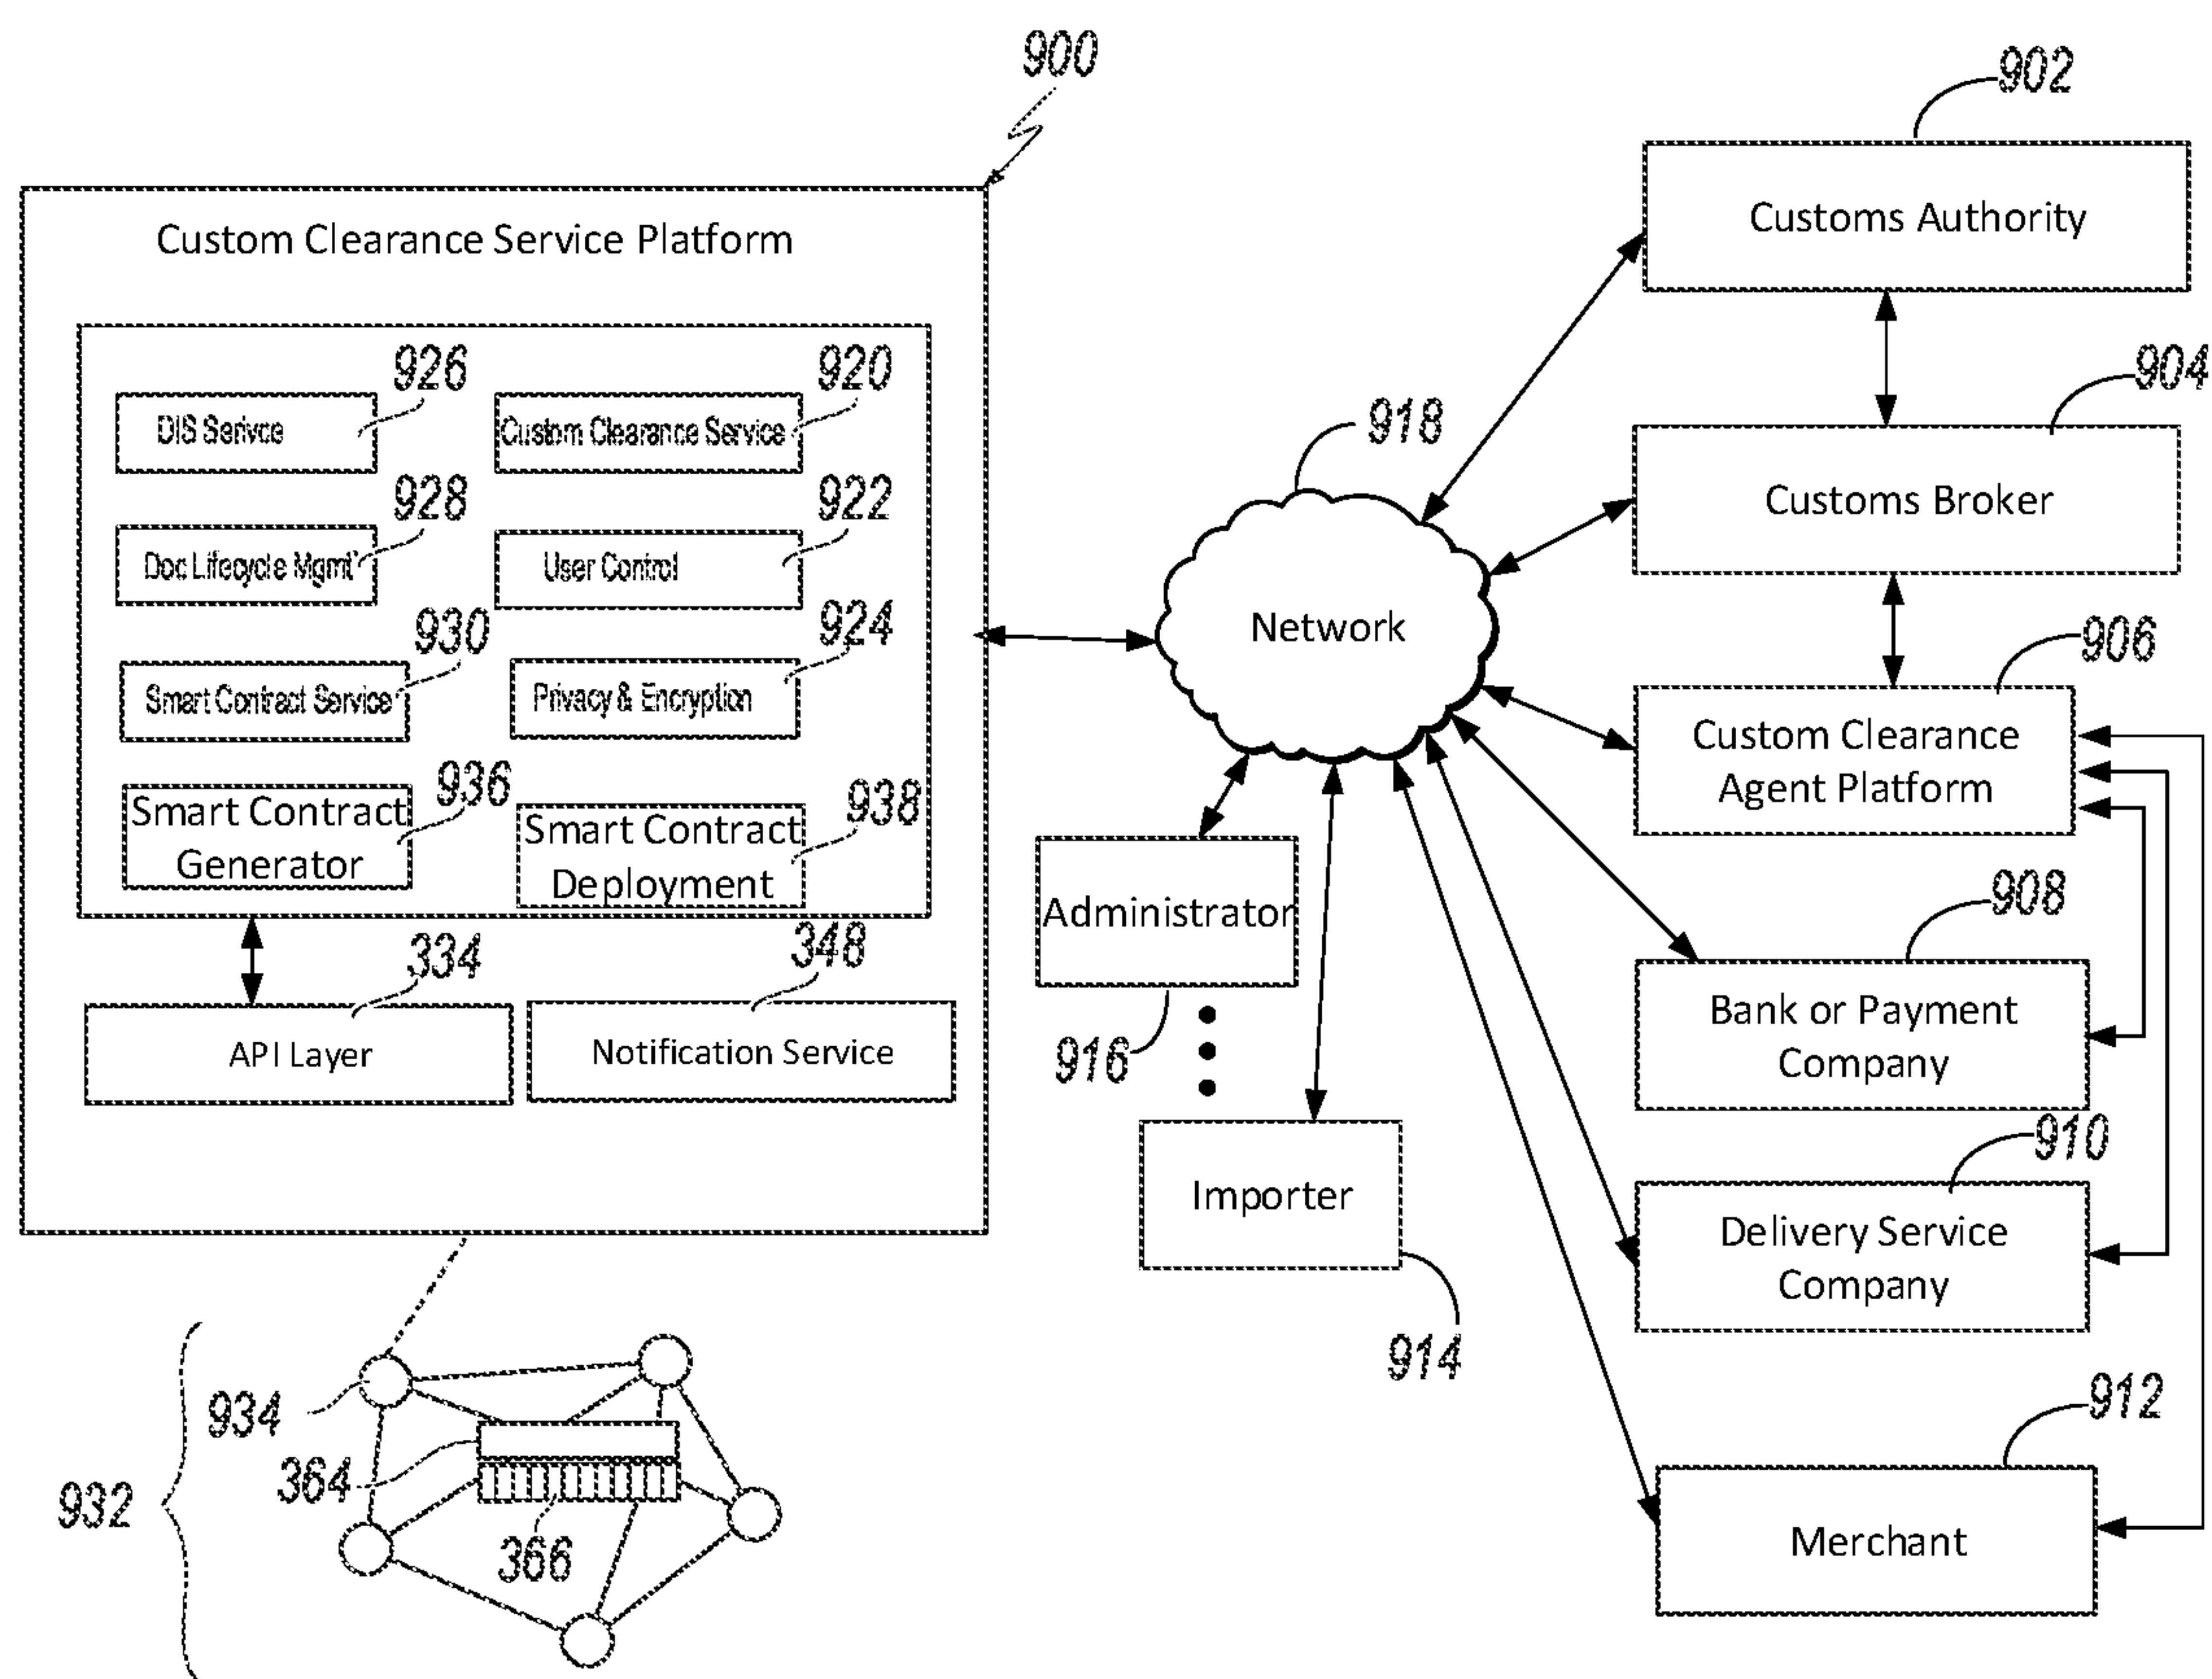 900
902
Custom Clearance Service Platform
Customs Authority
926
920
DIS Serivce
Custom Clearance Service
904
918
928
922
Customs Broker
Doc Lifecycle Mgmt'
User Control
930
924
Network
906
Smart Contract Service
Privacy & Encryption
Custom Clearance
Agent Platform
936
938
Smart Contract
Generator
Smart Contract
Deployment
Administrator
908
334
348
Bank or Payment
Company
API Layer
Notification Service
916
910
Importer
Delivery Service
Company
914
934
912
364
932
366
Merchant